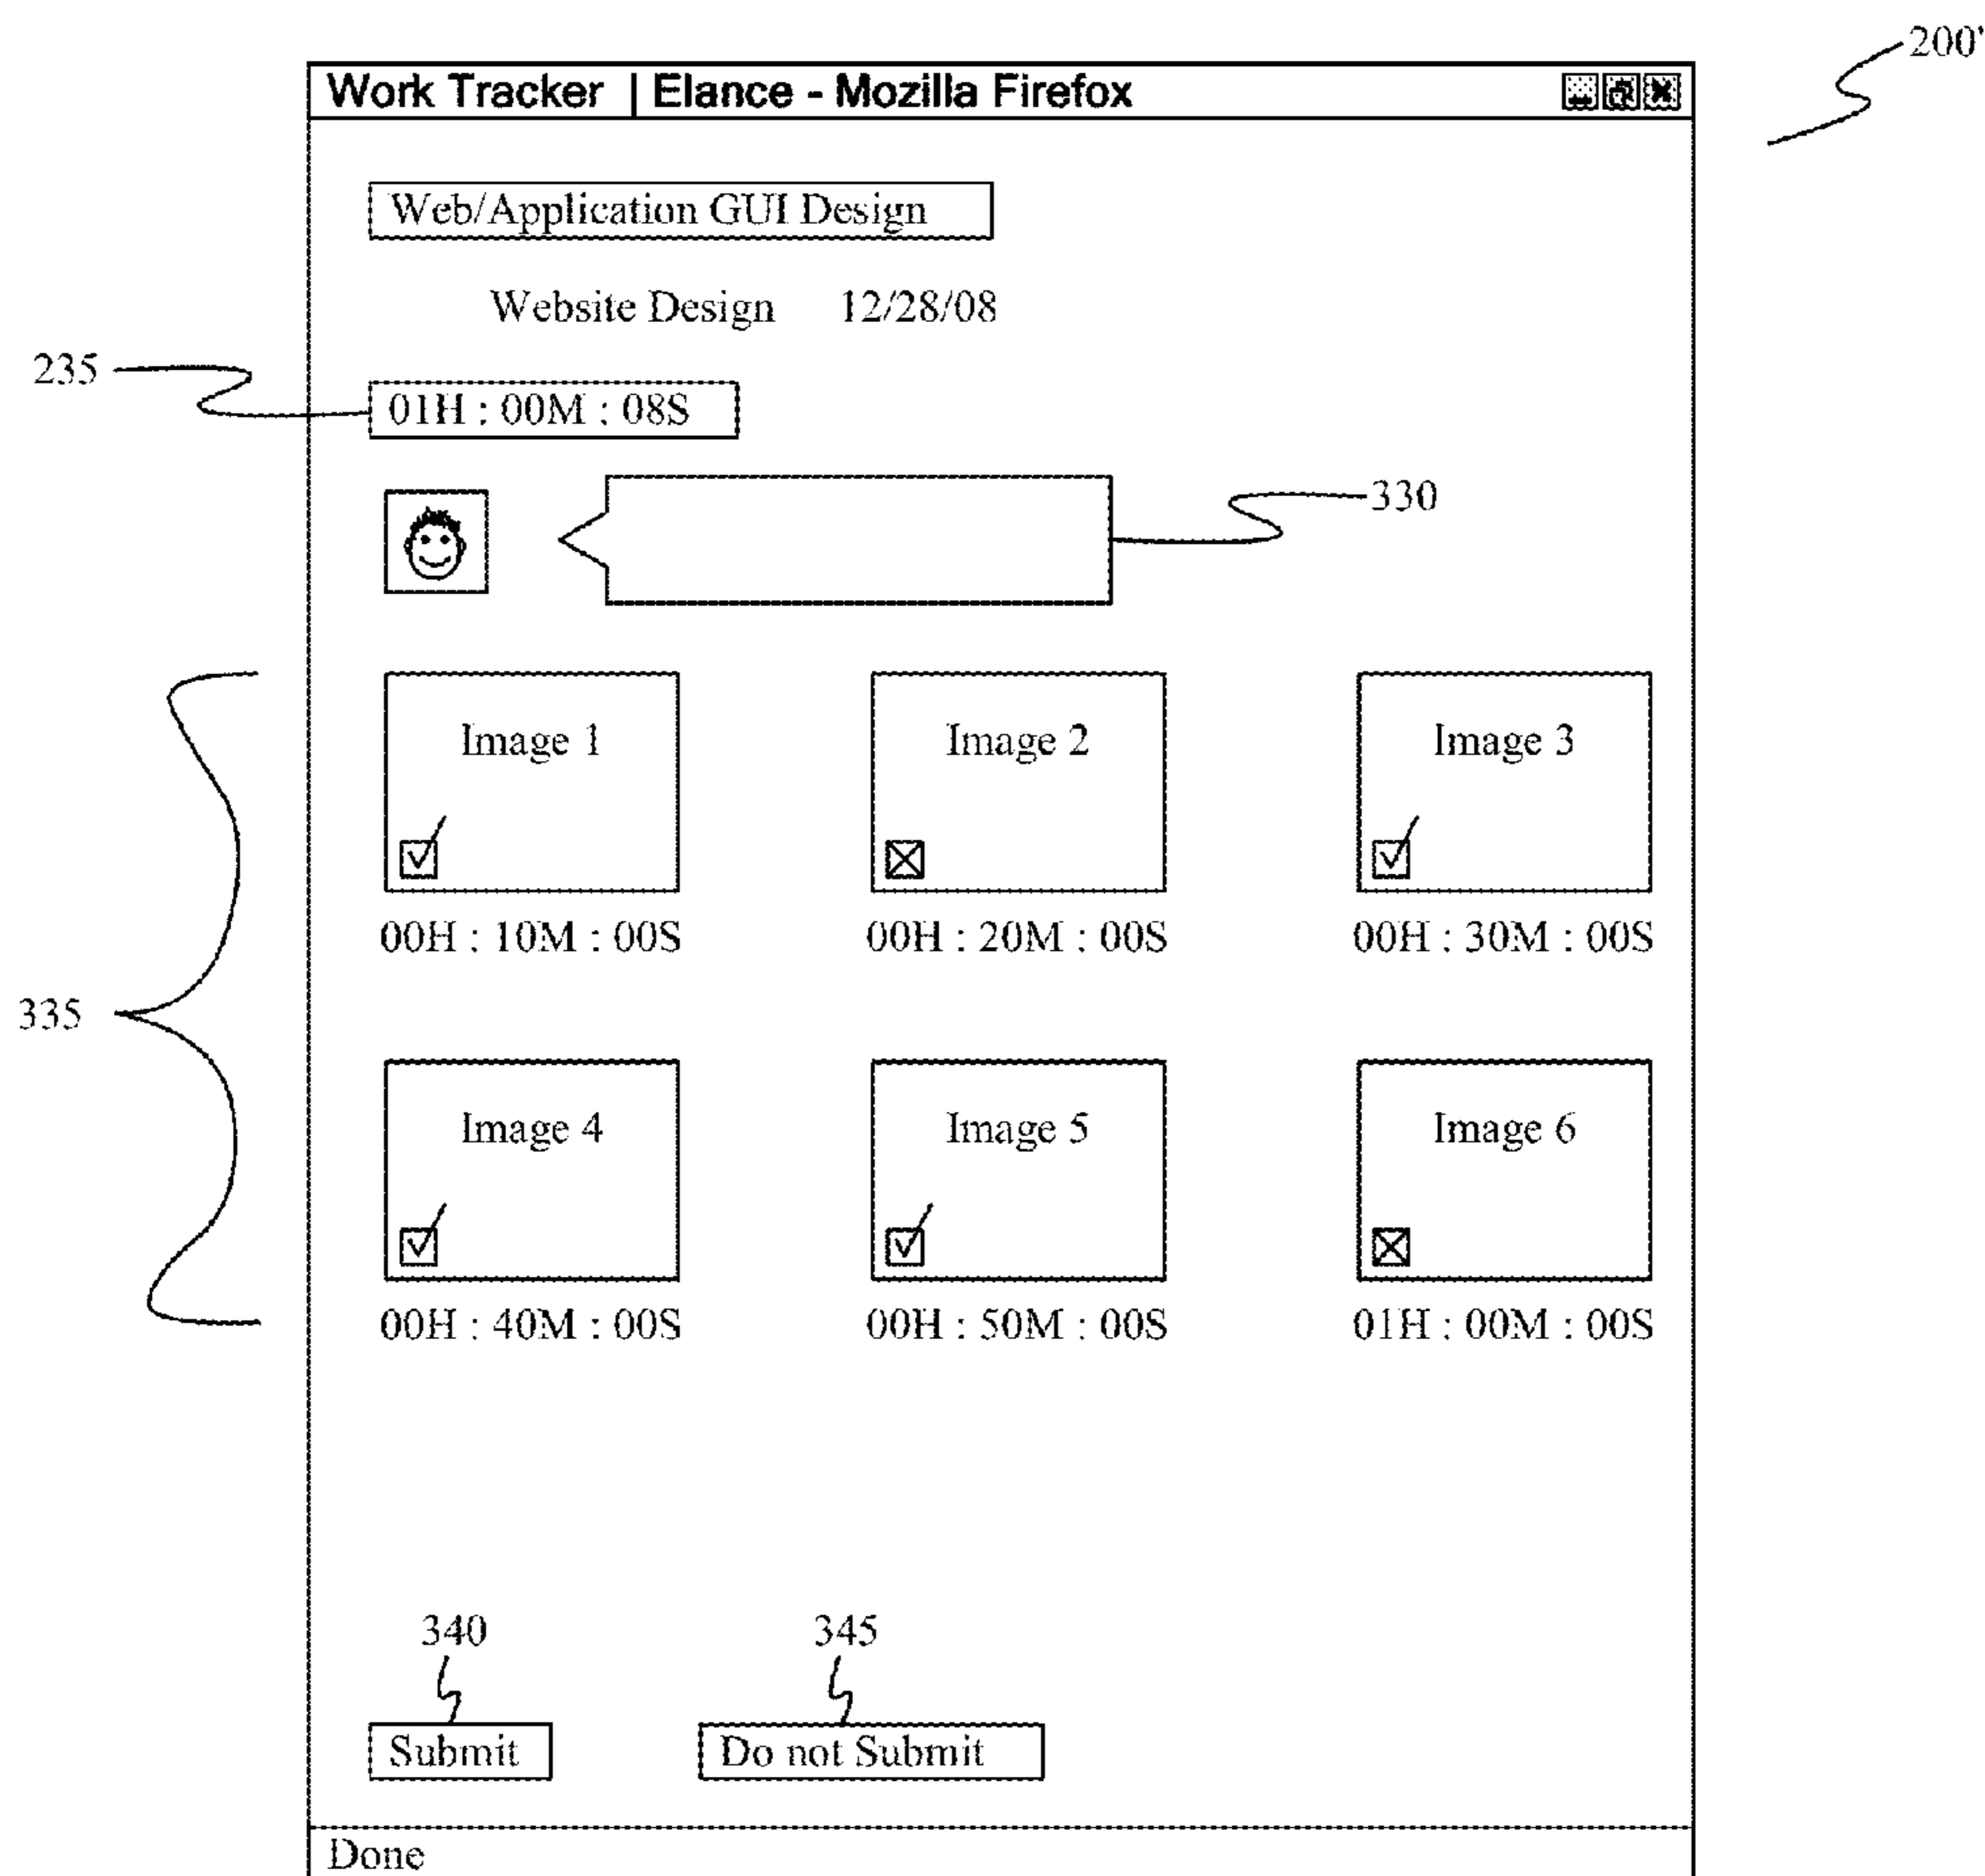 200'
Work Tracker | Elance - Mozilla Firefox
Web/Application GUI Design
Website Design 12/28/08
235
01H : 00M : 08S
330
Image 1 Image 2 Image 3
00H : 10M : 00S 00H : 20M : 00S 00H : 30M : 00S
335
Image 4 Image 5 Image 6
00H : 40M : 00S 00H : 50M : 00S 01H : 00M : 00S
340 345
Submit Do not Submit
Done